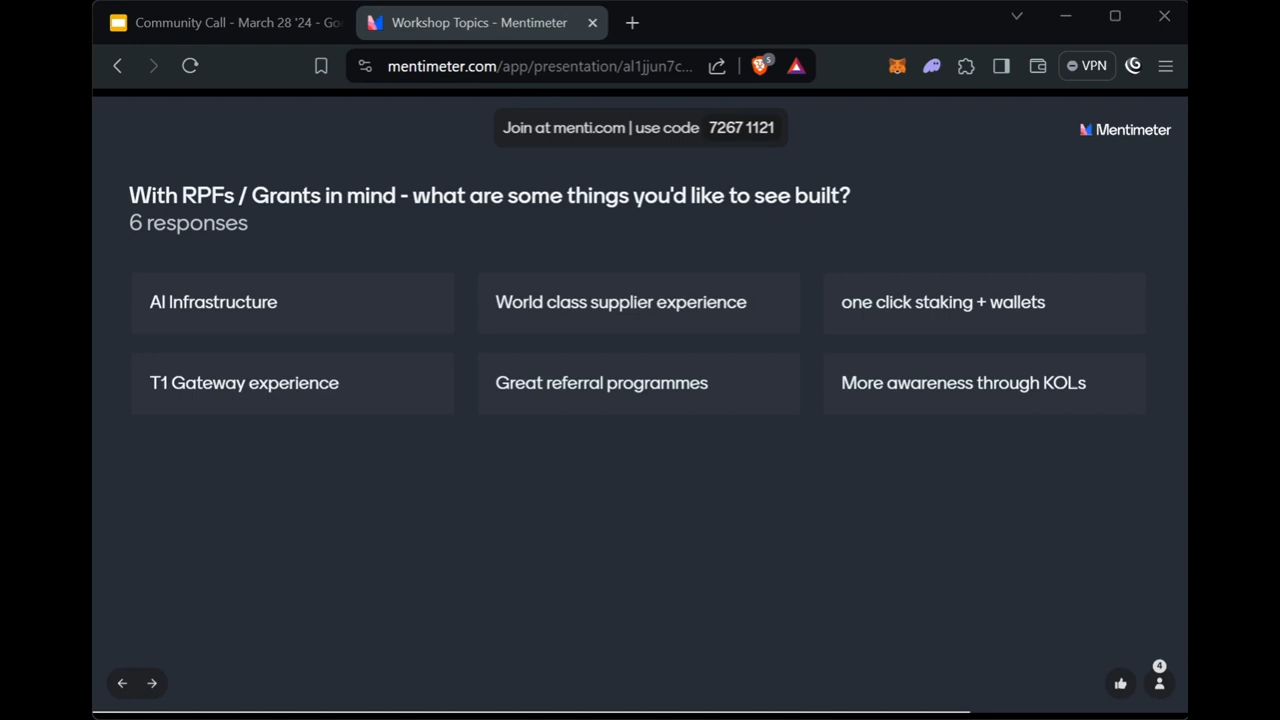 Community Call - March 28 '24 - Goo
Workshop Topics - Mentimeter
mentimeter.com/app/presentation/al1jjun7c...
5
VPN
Join at menti.com | use code 7267 1121
Mentimeter
With RPFs / Grants in mind - what are some things you'd like to see built?
6 responses
AI Infrastructure
World class supplier experience
one click staking + wallets
T1 Gateway experience
Great referral programmes
More awareness through KOLs
4